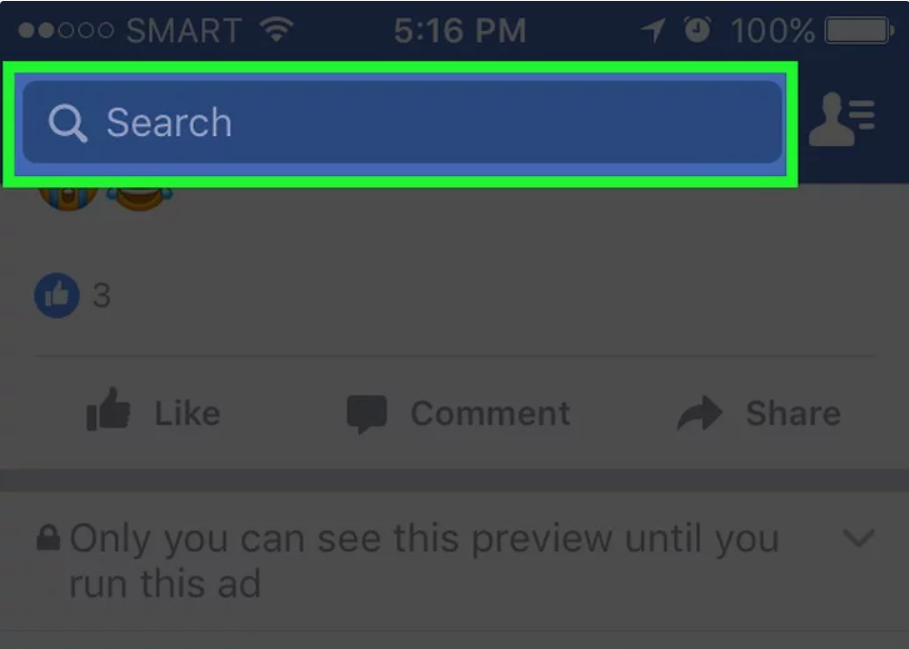 SMART 5:16 PM 100%
Search
3
Like Comment Share
Only you can see this preview until you
run this ad